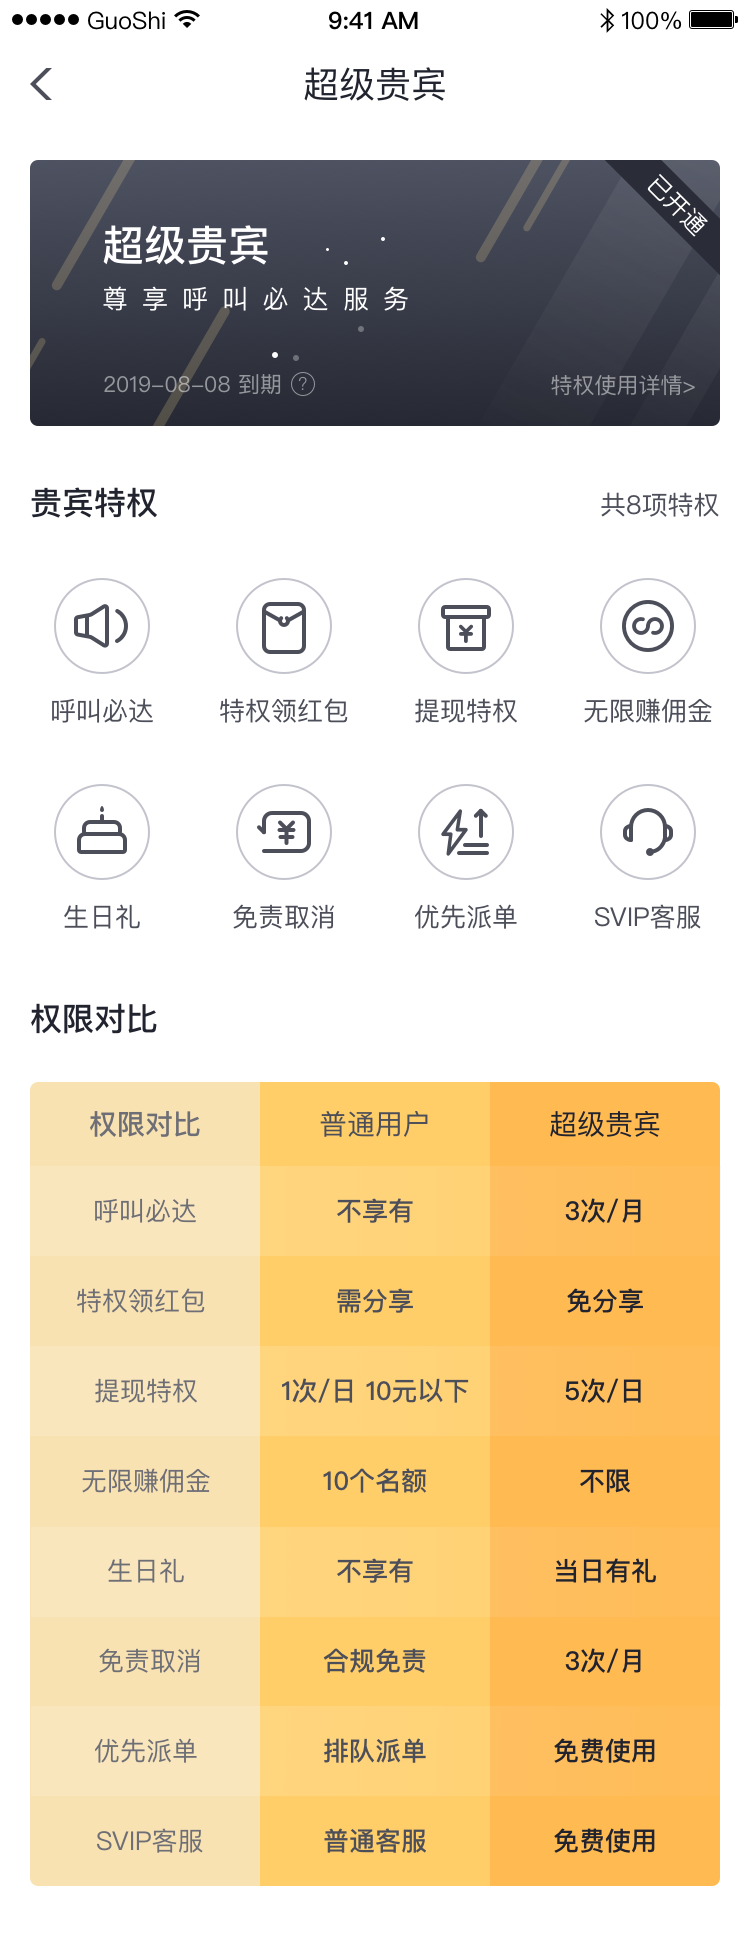 GuoShi 9:41 AM 100%
超级贵宾
已开通
超级贵宾
尊享呼叫必达服务
2019-08-08 到期 ? 特权使用详情>
贵宾特权 共8项特权
呼叫必达 特权领红包 提现特权 无限赚佣金
生日礼 免责取消 优先派单 SVIP客服
权限对比
权限对比 普通用户 超级贵宾
呼叫必达 不享有 3次/月
特权领红包 需分享 免分享
提现特权 1次/日 10元以下 5次/日
无限赚佣金 10个名额 不限
生日礼 不享有 当日有礼
免责取消 合规免责 3次/月
优先派单 排队派单 免费使用
SVIP客服 普通客服 免费使用